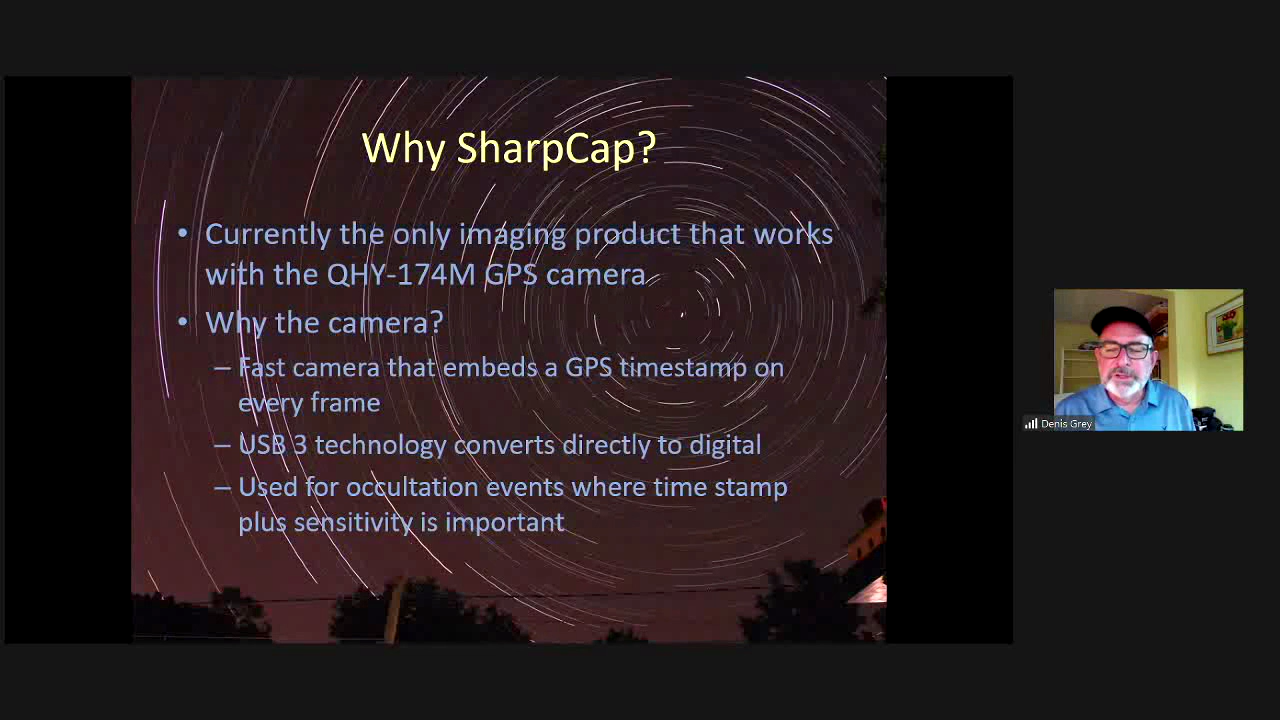 Why SharpCap?
• Currently the only imaging product that works
with the QHY-174M GPS camera
• Why the camera?
– Fast camera that embeds a GPS timestamp on
every frame
– USB 3 technology converts directly to digital
– Used for occultation events where time stamp
plus sensitivity is important
Denis Grey